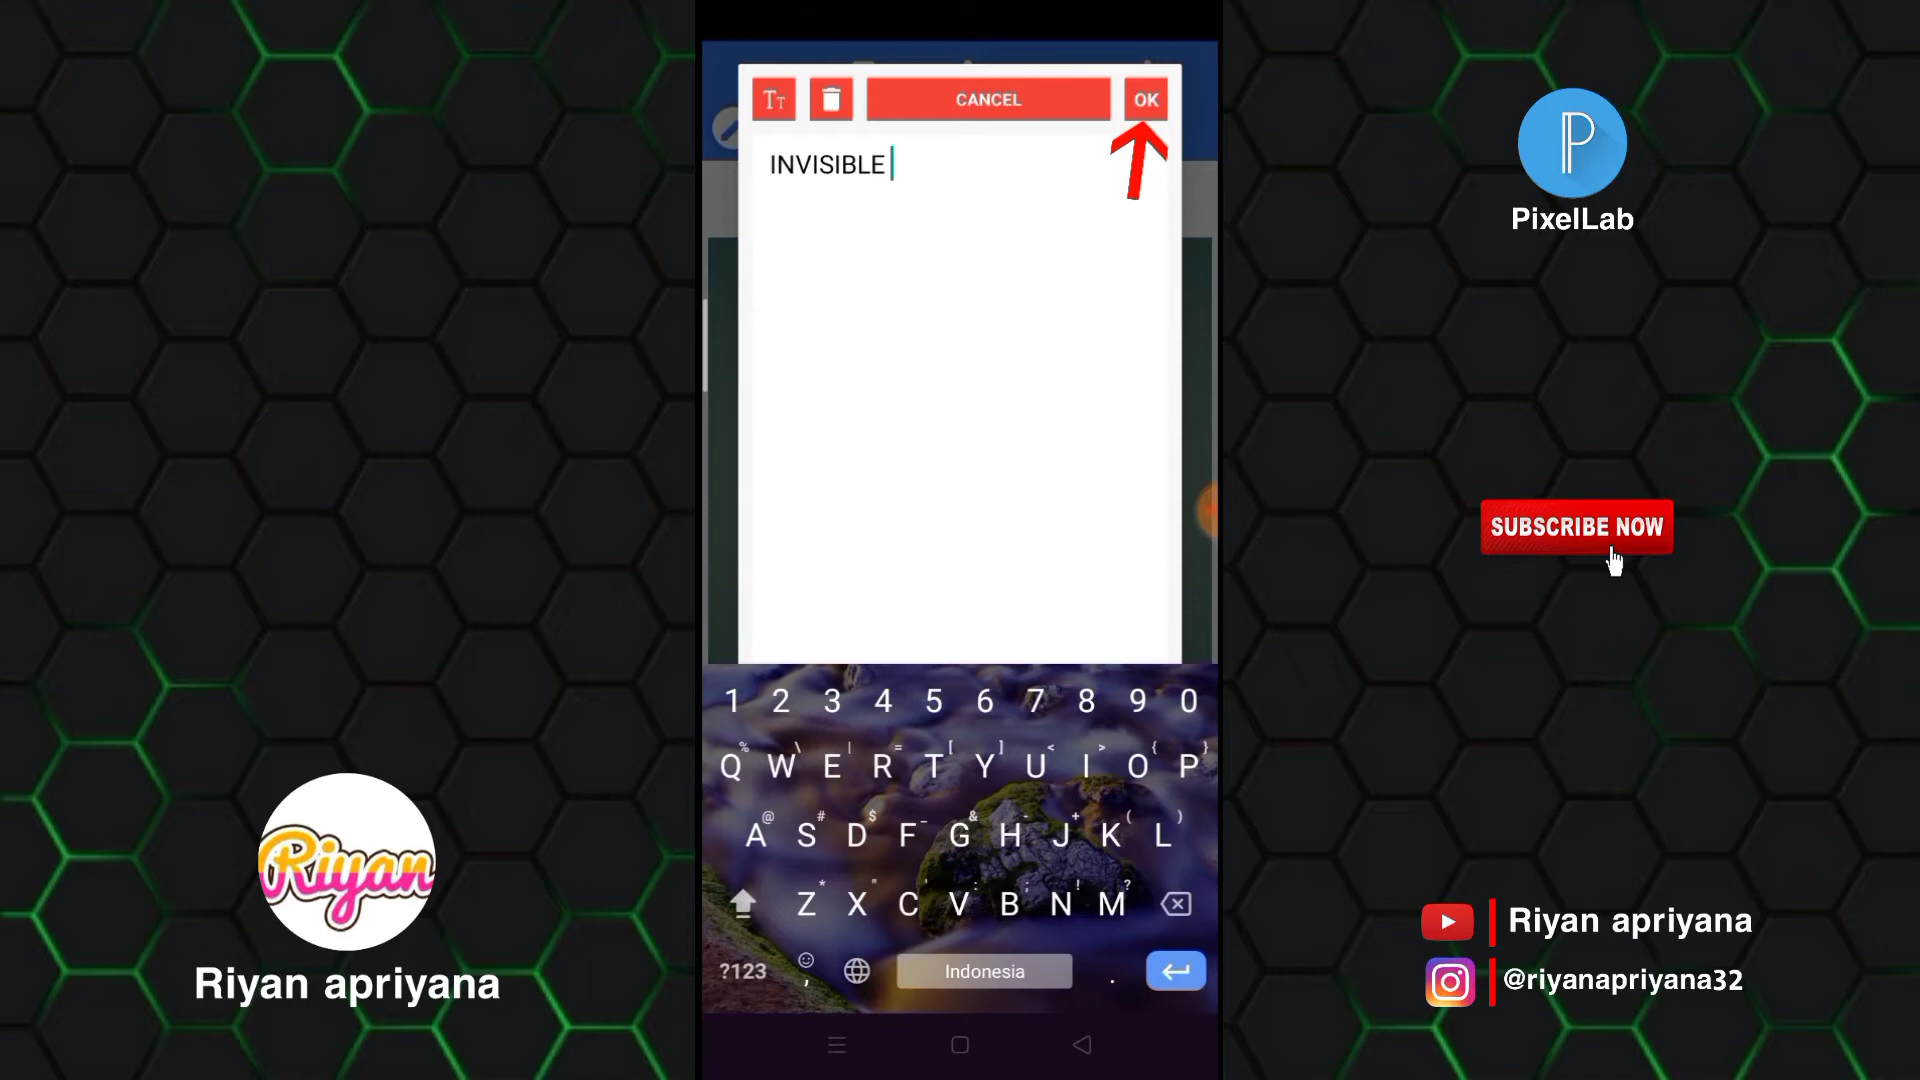 Tт CANCEL OK
INVISIBLE
PixelLab
SUBSCRIBE NOW
1 2 3 4 5 6 7 8 9 0
% \ | = [ ] < > { }
Q W E R T Y U I O P
@ # $ _ & - + ( )
A S D F G H J K L
* " ' : ; ! ?
Z X C V B N M
?123 , Indonesia .
Riyan
Riyan apriyana
Riyan apriyana
@riyanapriyana32